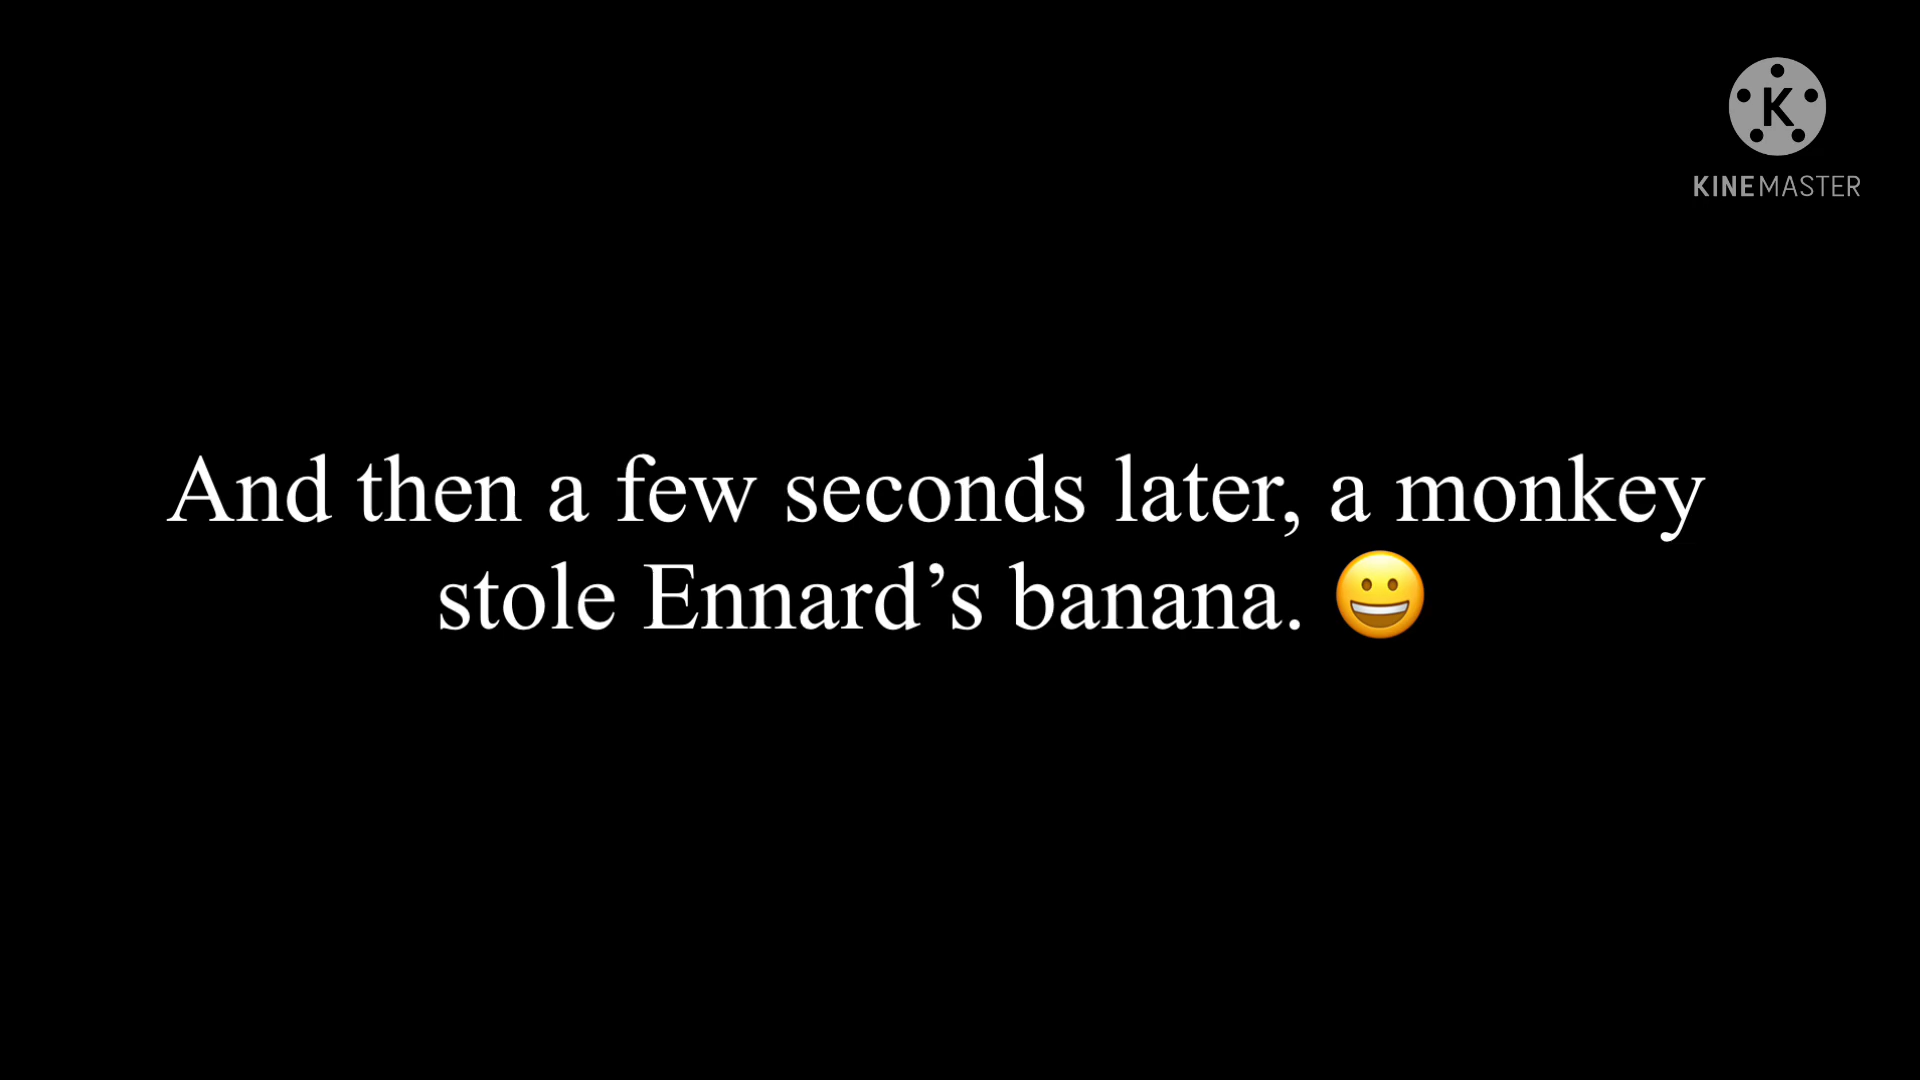 K
KINEMASTER
And then a few seconds later, a monkey
stole Ennard’s banana. 😀